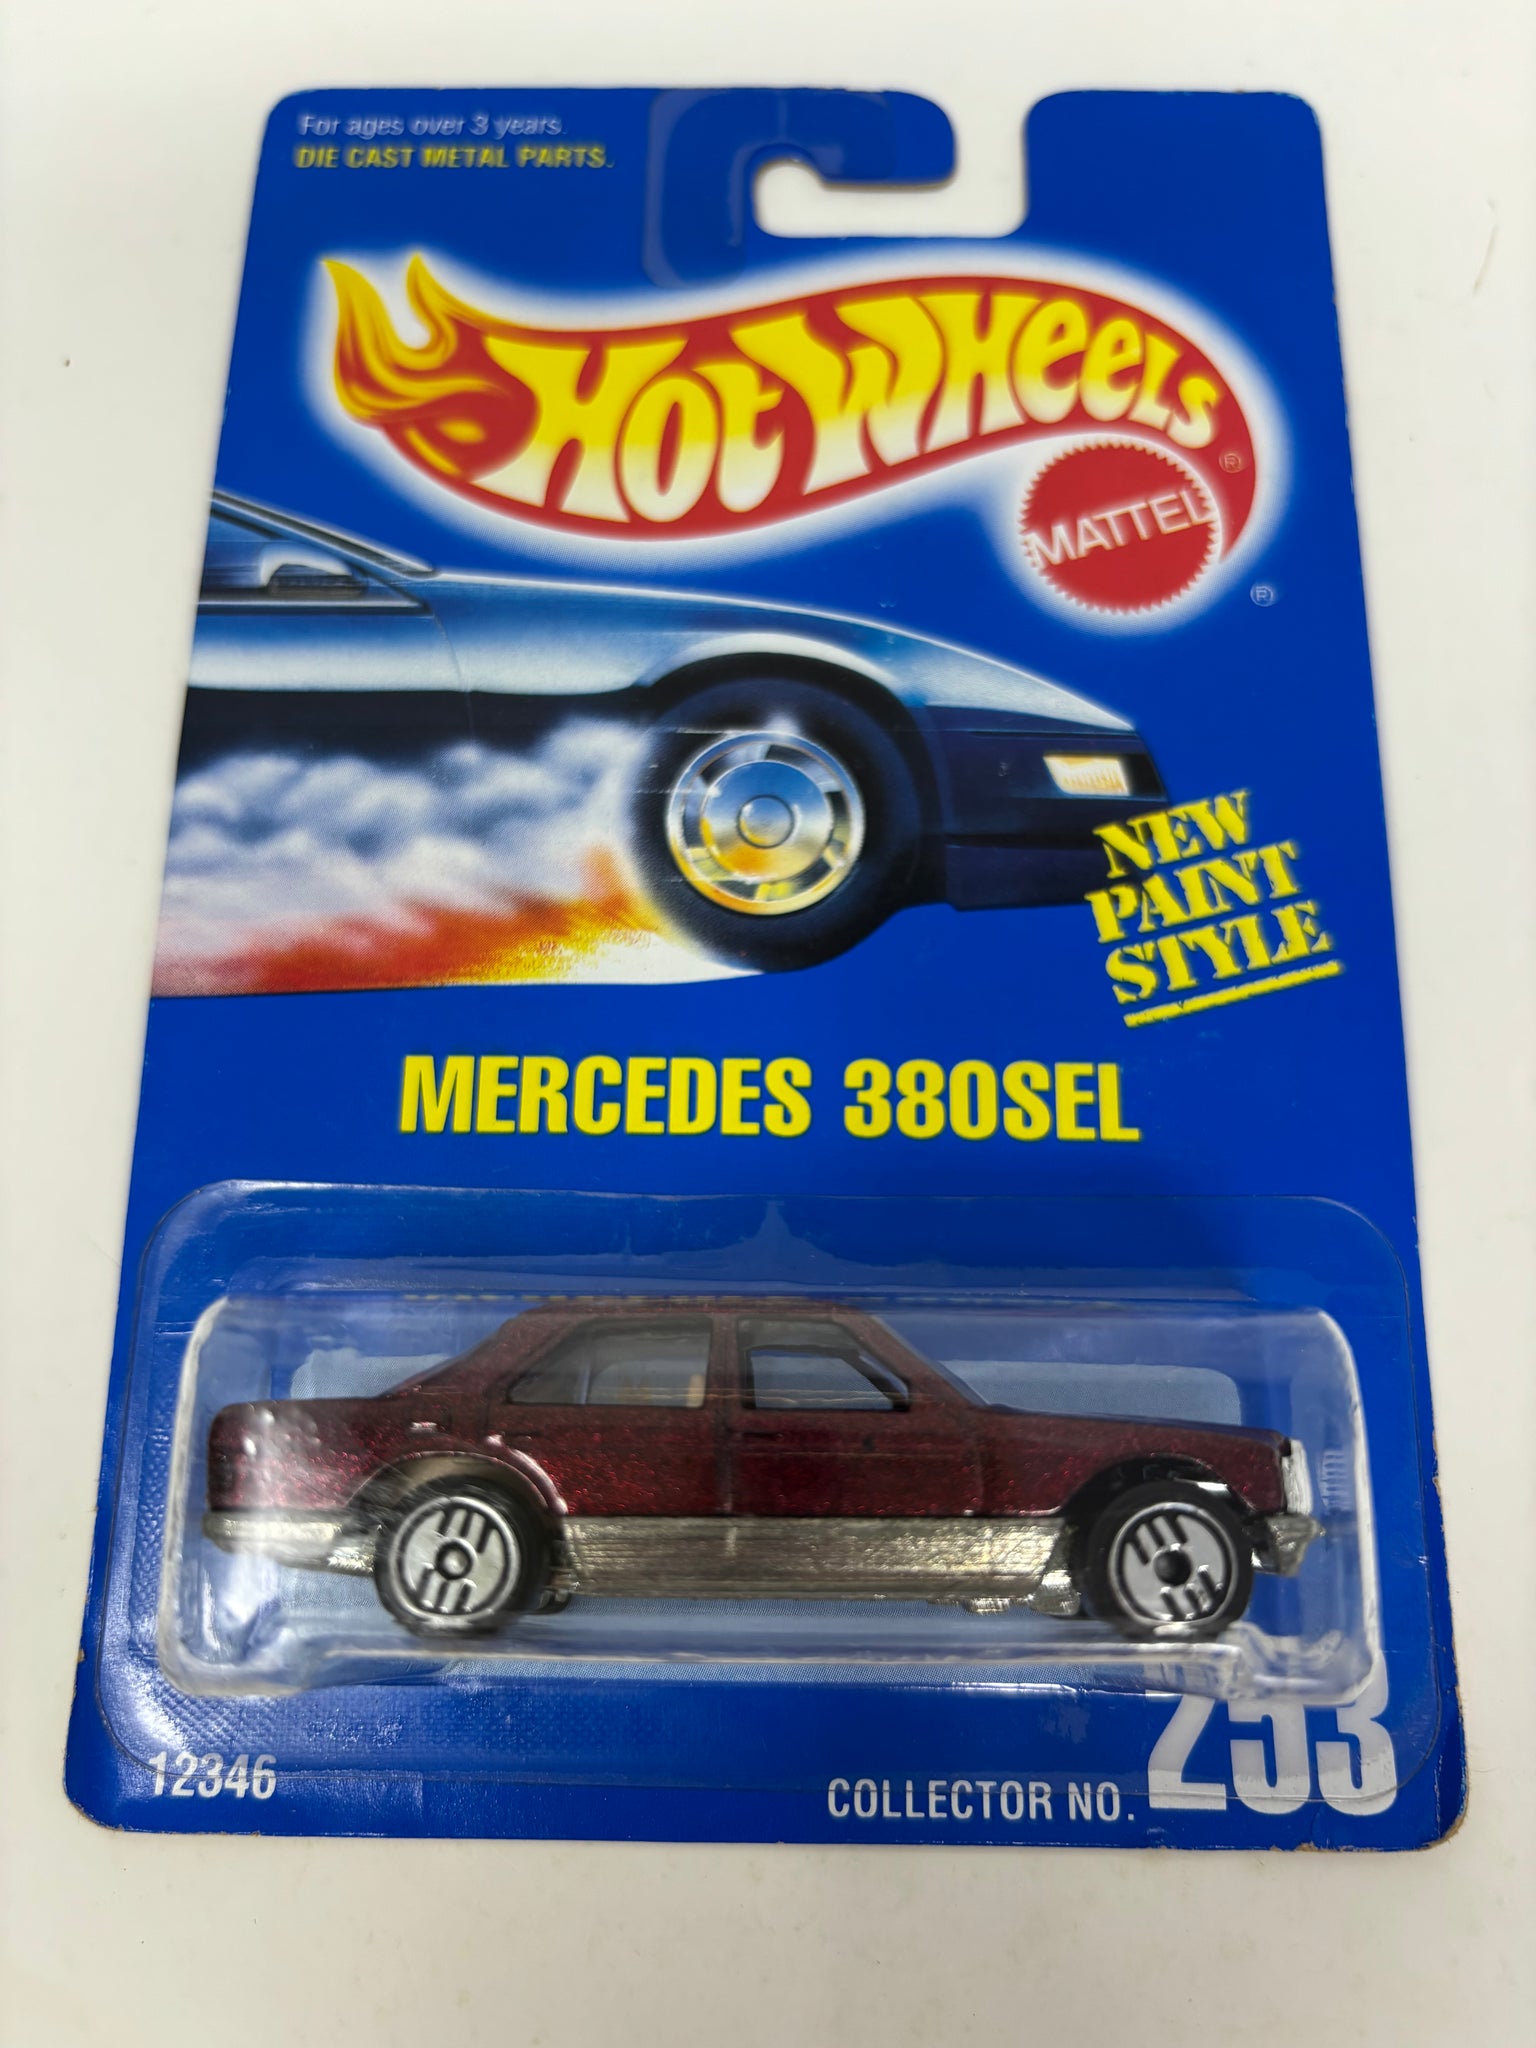 For ages over 3 years.
DIE CAST METAL PARTS.
HOT WHEELS ®
MATTEL
®
NEW
PAINT
STYLE
MERCEDES 380SEL
12346
COLLECTOR NO. 253